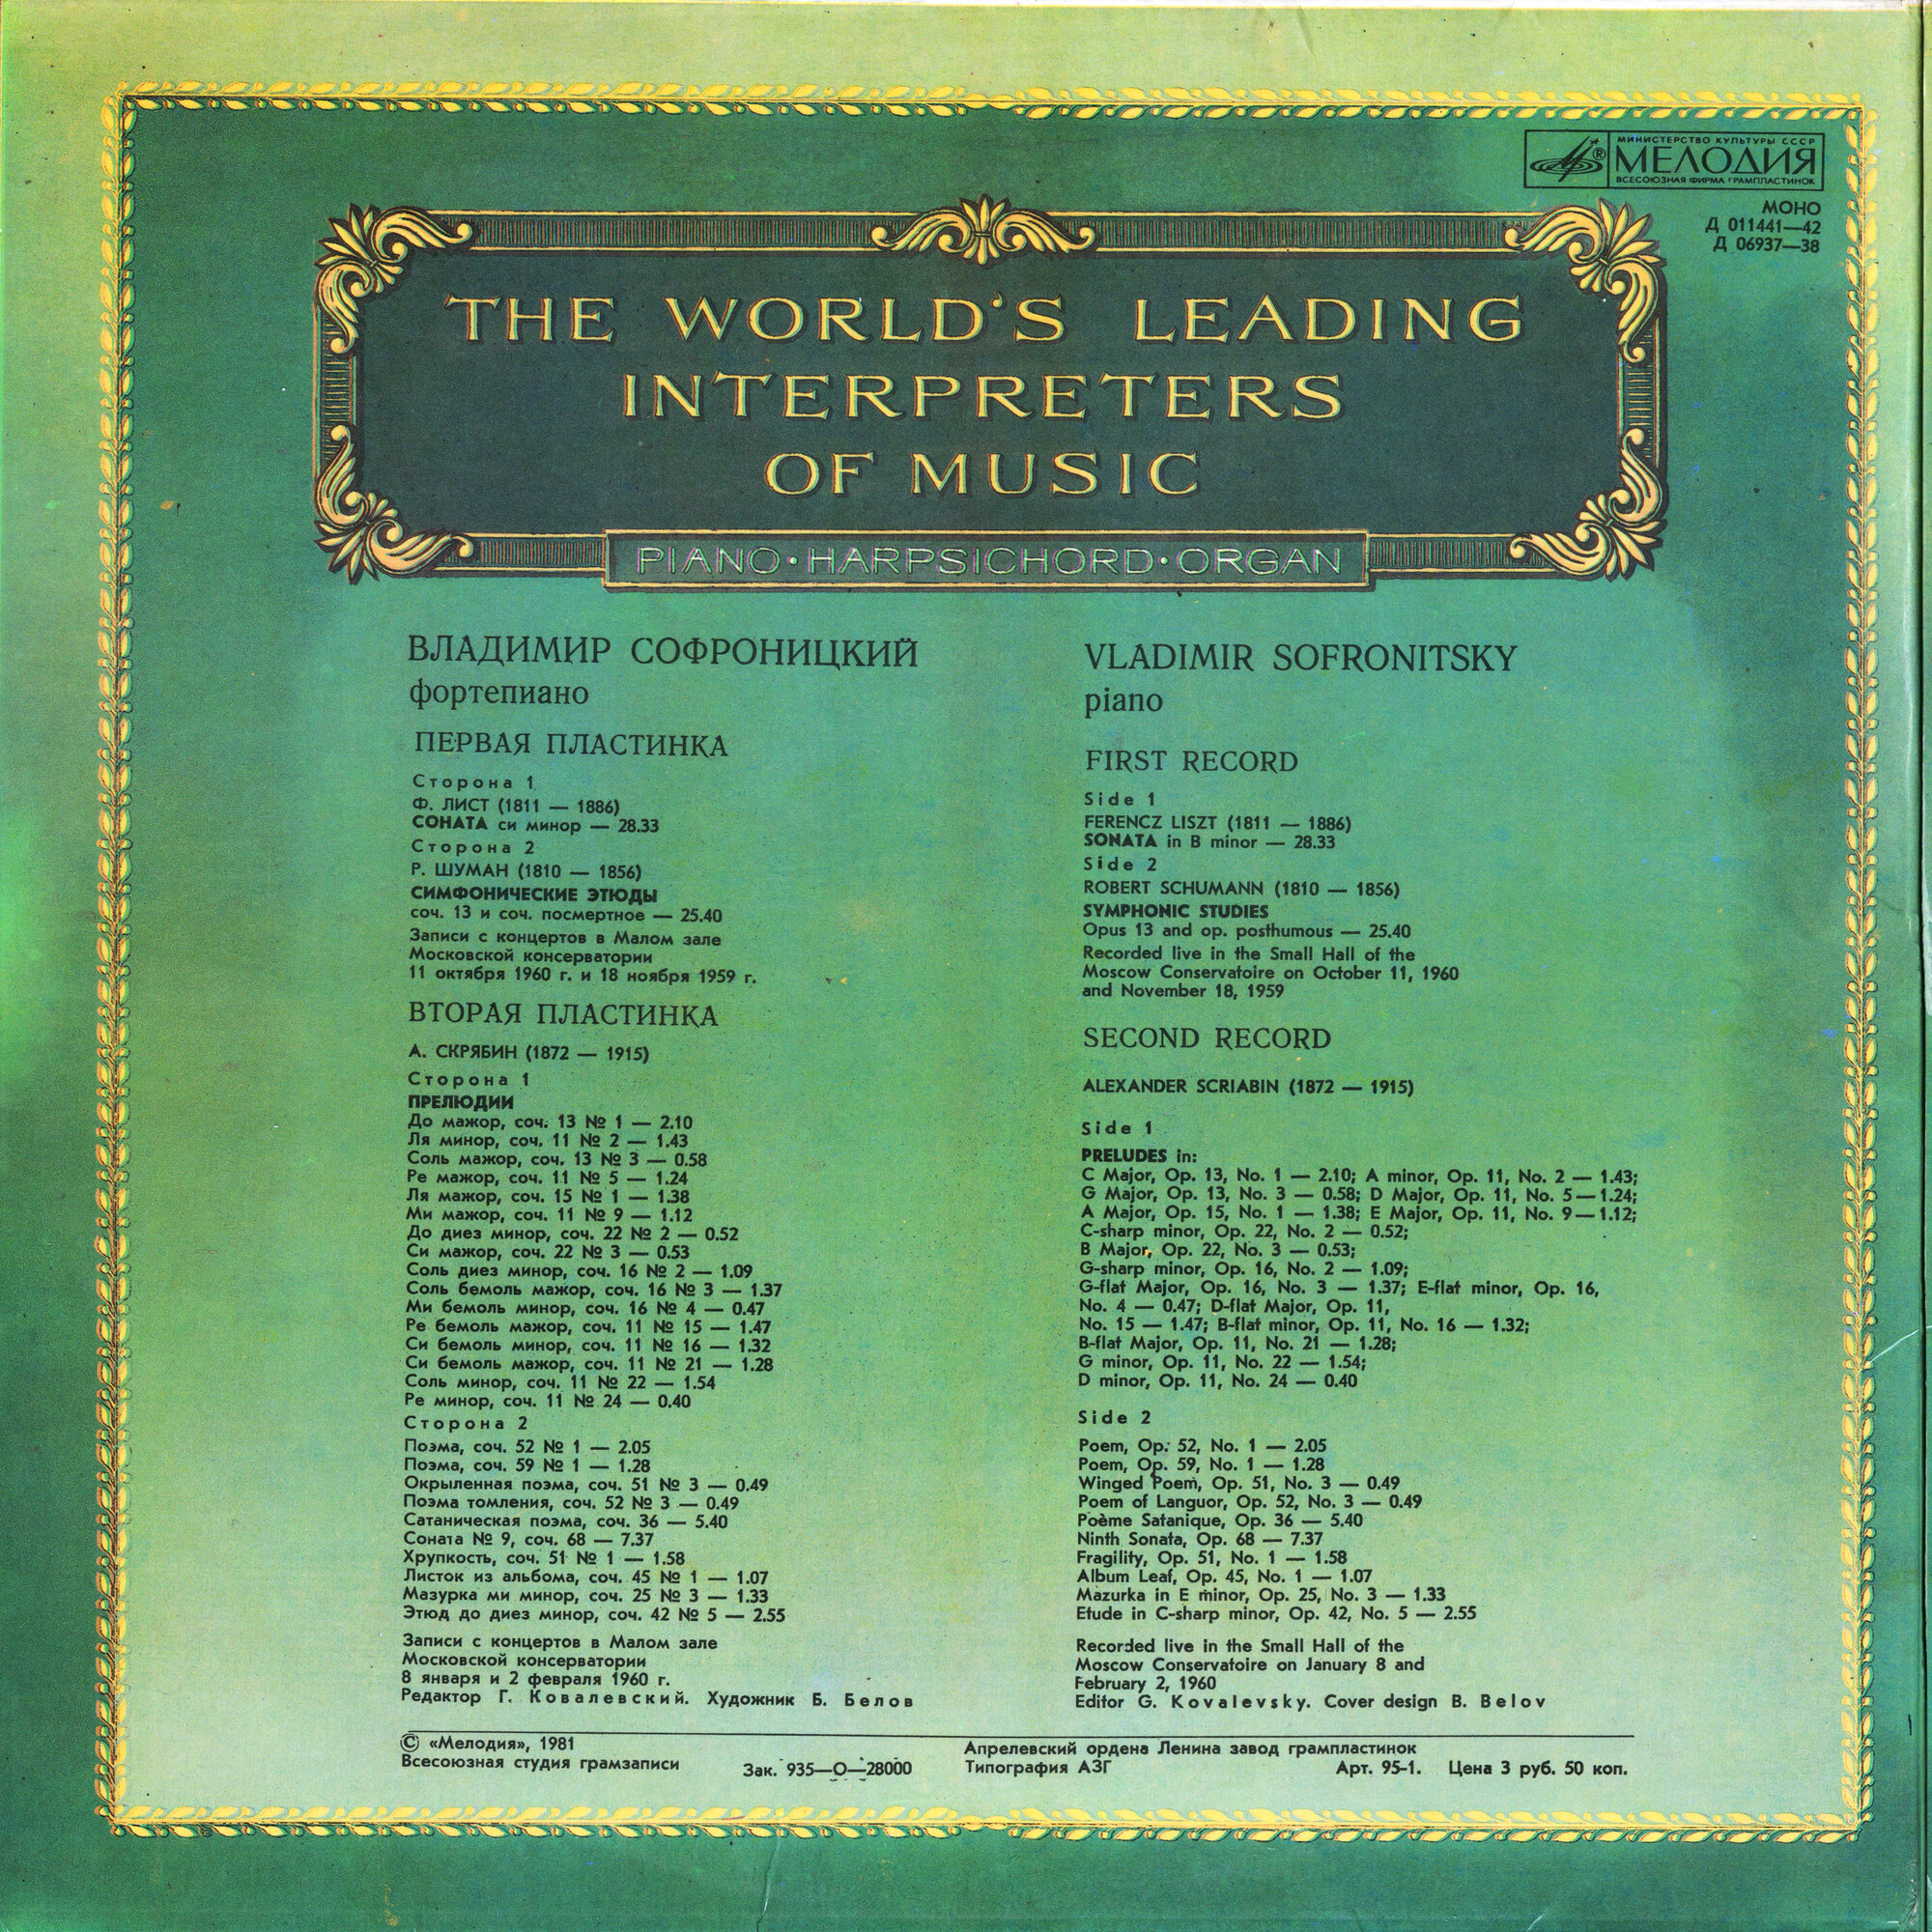 МИНИСТЕРСТВО КУЛЬТУРЫ СССР
МЕЛОДИЯ
ВСЕСОЮЗНАЯ ФИРМА ГРАМПЛАСТИНОК
МОНО
Д 011441—42
Д 06937—38
THE WORLD'S LEADING
INTERPRETERS
OF MUSIC
PIANO·HARPSICHORD·ORGAN
ВЛАДИМИР СОФРОНИЦКИЙ
фортепиано
ПЕРВАЯ ПЛАСТИНКА
Сторона 1
Ф. ЛИСТ (1811 — 1886)
СОНАТА си минор — 28.33
Сторона 2
Р. ШУМАН (1810 — 1856)
СИМФОНИЧЕСКИЕ ЭТЮДЫ
соч. 13 и соч. посмертное — 25.40
Записи с концертов в Малом зале
Московской консерватории
11 октября 1960 г. и 18 ноября 1959 г.
ВТОРАЯ ПЛАСТИНКА
А. СКРЯБИН (1872 — 1915)
Сторона 1
ПРЕЛЮДИИ
До мажор, соч. 13 № 1 — 2.10
Ля минор, соч. 11 № 2 — 1.43
Соль мажор, соч. 13 № 3 — 0.58
Ре мажор, соч. 11 № 5 — 1.24
Ля мажор, соч. 15 № 1 — 1.38
Ми мажор, соч. 11 № 9 — 1.12
До диез минор, соч. 22 № 2 — 0.52
Си мажор, соч. 22 № 3 — 0.53
Соль диез минор, соч. 16 № 2 — 1.09
Соль бемоль мажор, соч. 16 № 3 — 1.37
Ми бемоль минор, соч. 16 № 4 — 0.47
Ре бемоль мажор, соч. 11 № 15 — 1.47
Си бемоль минор, соч. 11 № 16 — 1.32
Си бемоль мажор, соч. 11 № 21 — 1.28
Соль минор, соч. 11 № 22 — 1.54
Ре минор, соч. 11 № 24 — 0.40
Сторона 2
Поэма, соч. 52 № 1 — 2.05
Поэма, соч. 59 № 1 — 1.28
Окрыленная поэма, соч. 51 № 3 — 0.49
Поэма томления, соч. 52 № 3 — 0.49
Сатаническая поэма, соч. 36 — 5.40
Соната № 9, соч. 68 — 7.37
Хрупкость, соч. 51 № 1 — 1.58
Листок из альбома, соч. 45 № 1 — 1.07
Мазурка ми минор, соч. 25 № 3 — 1.33
Этюд до диез минор, соч. 42 № 5 — 2.55
Записи с концертов в Малом зале
Московской консерватории
8 января и 2 февраля 1960 г.
Редактор Г. Ковалевский. Художник Б. Белов
VLADIMIR SOFRONITSKY
piano
FIRST RECORD
Side 1
FERENCZ LISZT (1811 — 1886)
SONATA in B minor — 28.33
Side 2
ROBERT SCHUMANN (1810 — 1856)
SYMPHONIC STUDIES
Opus 13 and op. posthumous — 25.40
Recorded live in the Small Hall of the
Moscow Conservatoire on October 11, 1960
and November 18, 1959
SECOND RECORD
ALEXANDER SCRIABIN (1872 — 1915)
Side 1
PRELUDES in:
C Major, Op. 13, No. 1 — 2.10; A minor, Op. 11, No. 2 — 1.43;
G Major, Op. 13, No. 3 — 0.58; D Major, Op. 11, No. 5—1.24;
A Major, Op. 15, No. 1 — 1.38; E Major, Op. 11, No. 9—1.12;
C-sharp minor, Op. 22, No. 2 — 0.52;
B Major, Op. 22, No. 3 — 0.53;
G-sharp minor, Op. 16, No. 2 — 1.09;
G-flat Major, Op. 16, No. 3 — 1.37; E-flat minor, Op. 16,
No. 4 — 0.47; D-flat Major, Op. 11,
No. 15 — 1.47; B-flat minor, Op. 11, No. 16 — 1.32;
B-flat Major, Op. 11, No. 21 — 1.28;
G minor, Op. 11, No. 22 — 1.54;
D minor, Op. 11, No. 24 — 0.40
Side 2
Poem, Op. 52, No. 1 — 2.05
Poem, Op. 59, No. 1 — 1.28
Winged Poem, Op. 51, No. 3 — 0.49
Poem of Languor, Op. 52, No. 3 — 0.49
Poème Satanique, Op. 36 — 5.40
Ninth Sonata, Op. 68 — 7.37
Fragility, Op. 51, No. 1 — 1.58
Album Leaf, Op. 45, No. 1 — 1.07
Mazurka in E minor, Op. 25, No. 3 — 1.33
Etude in C-sharp minor, Op. 42, No. 5 — 2.55
Recorded live in the Small Hall of the
Moscow Conservatoire on January 8 and
February 2, 1960
Editor G. Kovalevsky. Cover design B. Belov
© «Мелодия», 1981
Всесоюзная студия грамзаписи
Зак. 935—О—28000
Апрелевский ордена Ленина завод грампластинок
Типография АЗГ Арт. 95-1. Цена 3 руб. 50 коп.